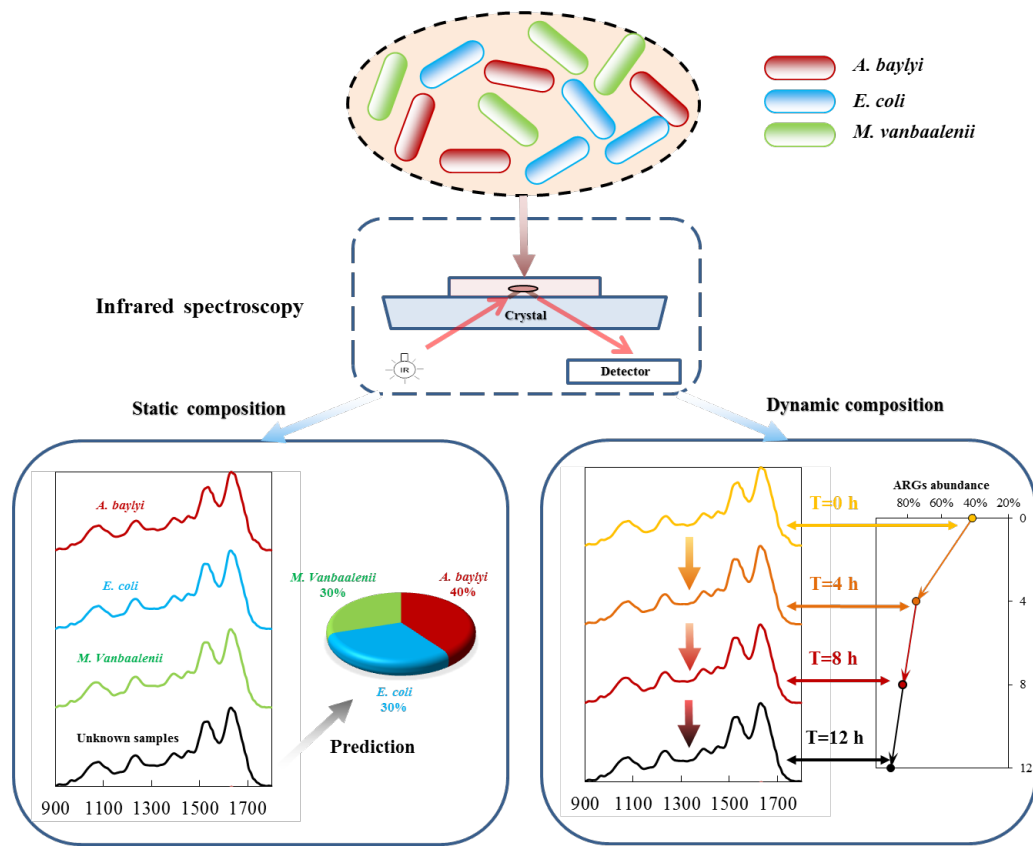 A. baylyi
E. coli
M. vanbaalenii
Infrared spectroscopy
Crystal
IR
Detector
Static composition
Dynamic composition
A. baylyi
E. coli
M. Vanbaalenii
Unknown samples
900 1100 1300 1500 1700
M. Vanbaalenii
30%
A. baylyi
40%
E. coli
30%
Prediction
T=0 h
T=4 h
T=8 h
T=12 h
900 1100 1300 1500 1700
ARGs abundance
80% 60% 40% 20%
0
4
8
12